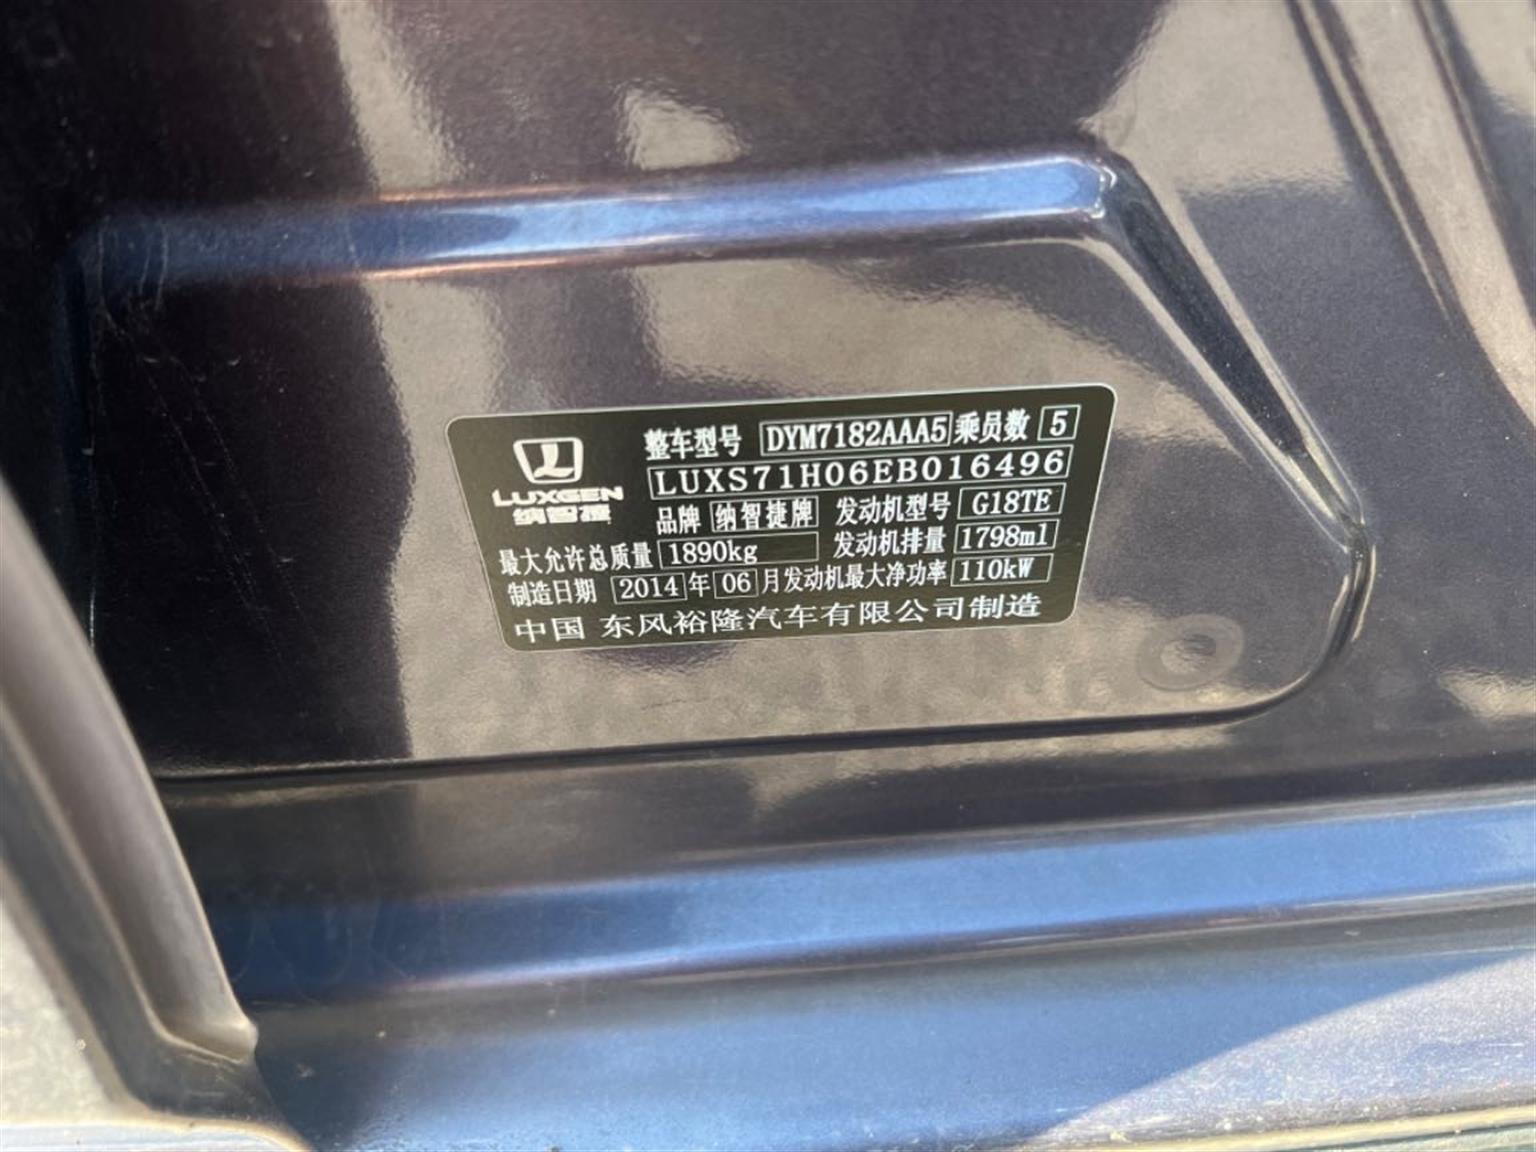 LUXGEN
纳智捷
整车型号 DYM7182AAA5 乘员数 5
LUXS71H06EB016496
品牌 纳智捷牌 发动机型号 G18TE
最大允许总质量 1890kg 发动机排量 1798ml
制造日期 2014 年 06 月 发动机最大净功率 110kW
中国 东风裕隆汽车有限公司制造